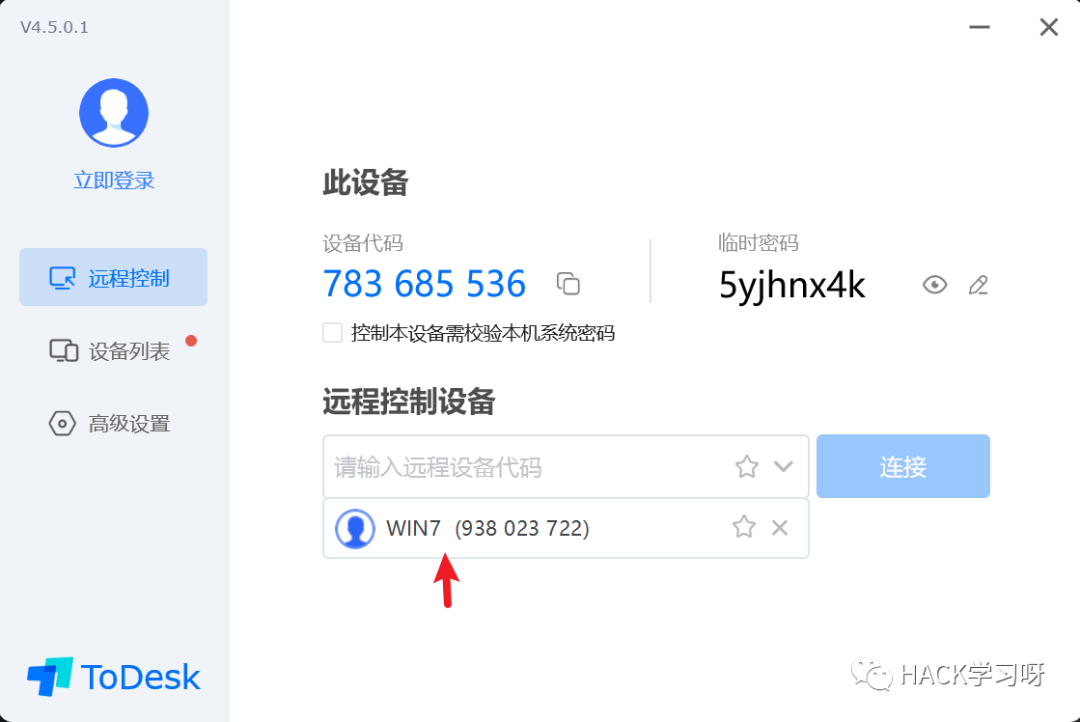 V4.5.0.1
立即登录
远程控制
设备列表
高级设置
ToDesk
此设备
设备代码
783 685 536
临时密码
5yjhnx4k
控制本设备需校验本机系统密码
远程控制设备
请输入远程设备代码
连接
WIN7 (938 023 722)
HACK学习呀